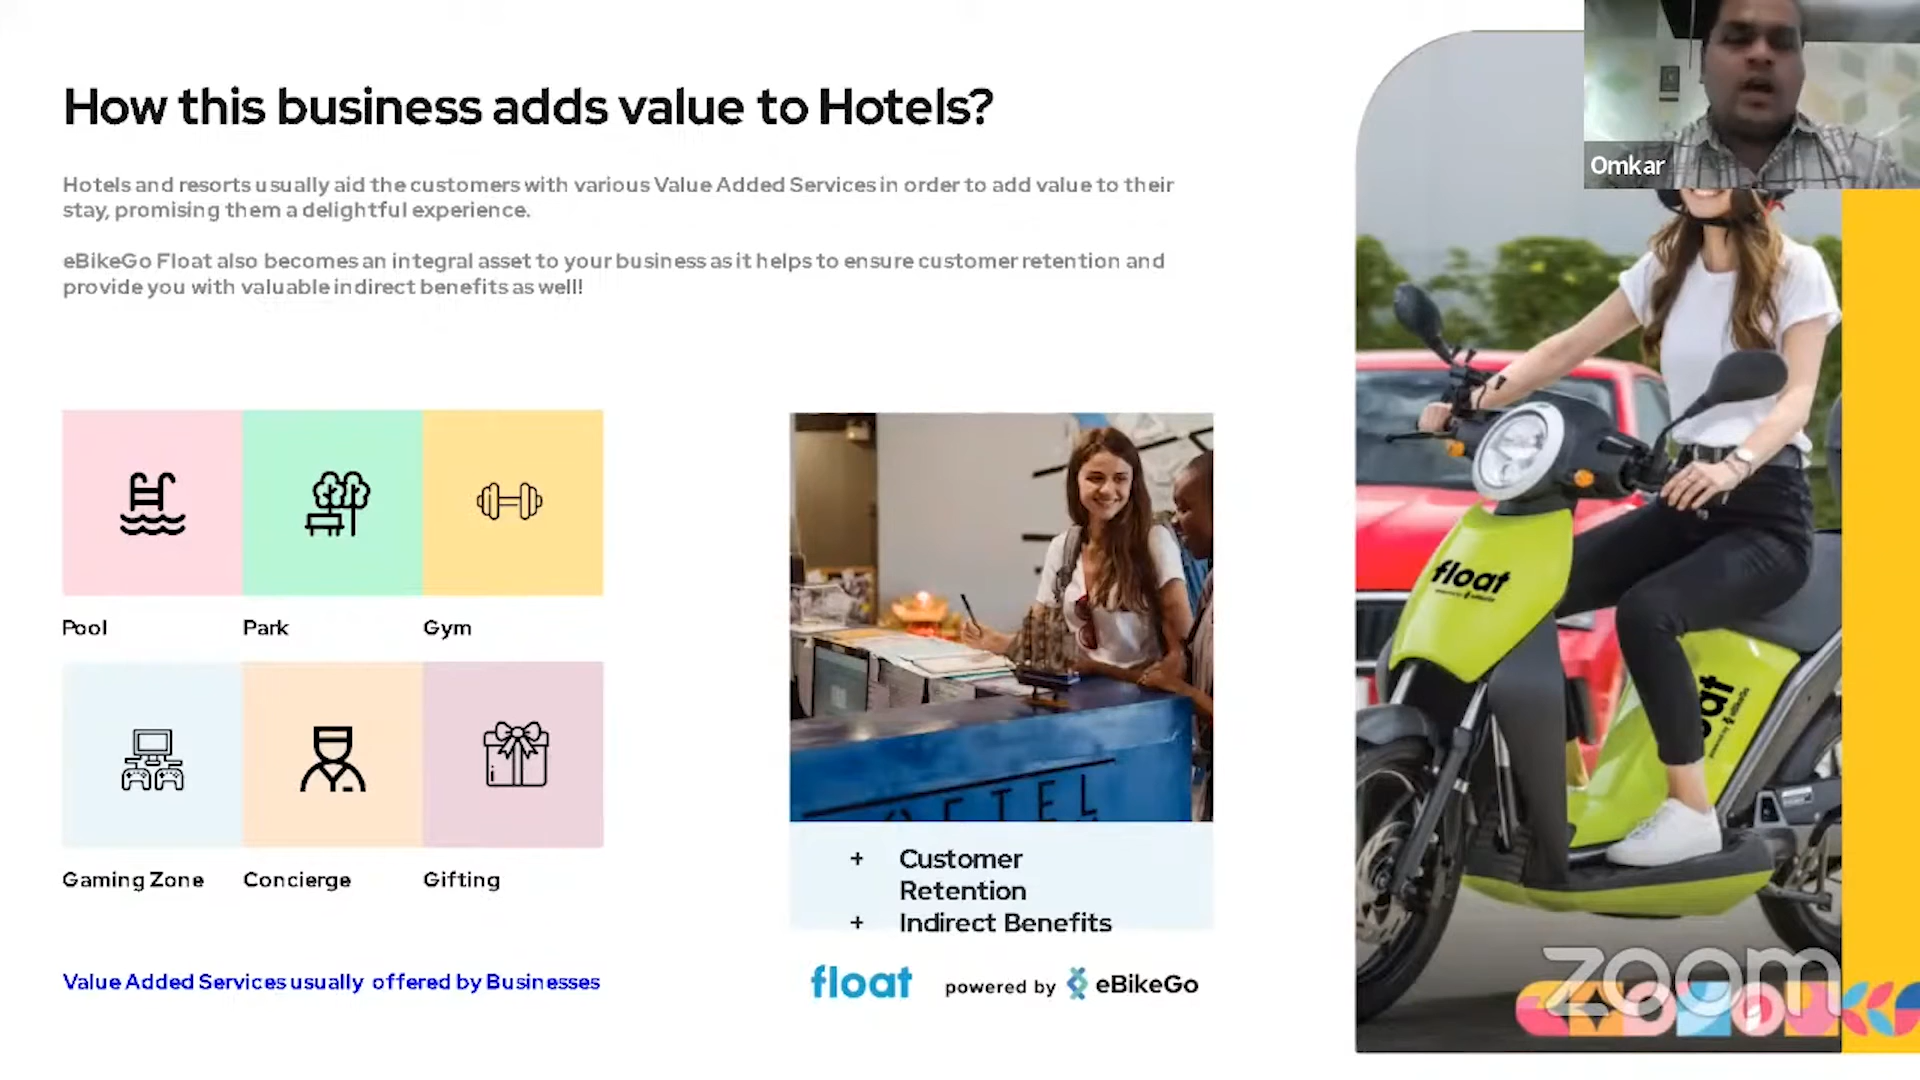 How this business adds value to Hotels?
Omkar
Hotels and resorts usually aid the customers with various Value Added Services in order to add value to their
stay, promising them a delightful experience.
eBikeGo Float also becomes an integral asset to your business as it helps to ensure customer retention and
provide you with valuable indirect benefits as well!
Pool
Park
Gym
float
Gaming Zone
Concierge
Gifting
+ Customer
Retention
+ Indirect Benefits
Value Added Services usually offered by Businesses
float powered by eBikeGo
zoom